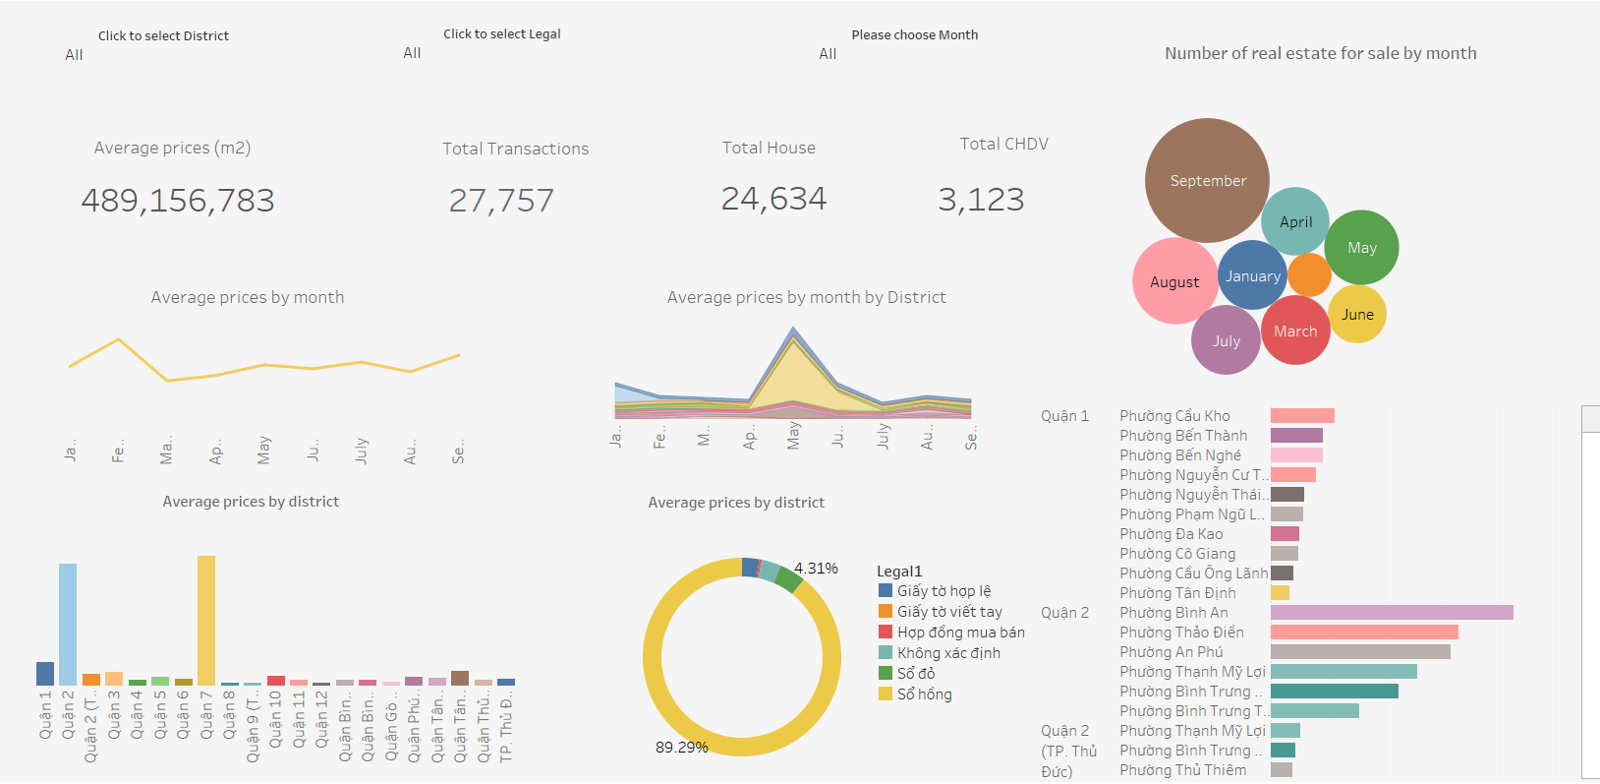 Click to select District
All
Click to select Legal
All
Please choose Month
All
Number of real estate for sale by month
Average prices (m2)
489,156,783
Total Transactions
27,757
Total House
24,634
Total CHDV
3,123
September
April
May
August
January
June
July
March
Average prices by month
Ja..
Fe..
Ma..
Ap..
May
Ju..
July
Au..
Se..
Average prices by month by District
Ja..
Fe..
M..
Ap..
May
Ju..
July
Au..
Se..
Average prices by district
Quận 1
Quận 2
Quận 2 (T..
Quận 3
Quận 4
Quận 5
Quận 6
Quận 7
Quận 8
Quận 9 (T..
Quận 10
Quận 11
Quận 12
Quận Bìn..
Quận Bìn..
Quận Gò ..
Quận Phú..
Quận Tân..
Quận Tân..
Quận Thủ..
TP. Thủ Đ..
Average prices by district
4.31%
89.29%
Legal1
Giấy tờ hợp lệ
Giấy tờ viết tay
Hợp đồng mua bán
Không xác định
Sổ đỏ
Sổ hồng
Quận 1
Phường Cầu Kho
Phường Bến Thành
Phường Bến Nghé
Phường Nguyễn Cư T..
Phường Nguyễn Thái..
Phường Phạm Ngũ L..
Phường Đa Kao
Phường Cô Giang
Phường Cầu Ông Lãnh
Phường Tân Định
Quận 2
Phường Bình An
Phường Thảo Điền
Phường An Phú
Phường Thạnh Mỹ Lợi
Phường Bình Trưng ..
Phường Bình Trưng T..
Quận 2
(TP. Thủ
Đức)
Phường Thạnh Mỹ Lợi
Phường Bình Trưng ..
Phường Thủ Thiêm